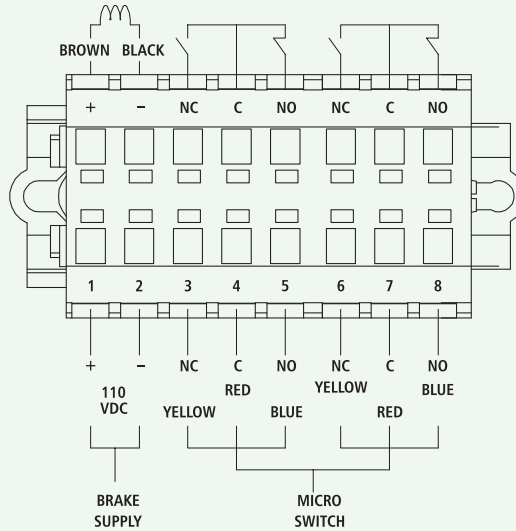 BROWN BLACK
+ – NC C NO NC C NO
1 2 3 4 5 6 7 8
+ – NC C NO NC C NO
110
VDC
RED
YELLOW
BLUE
YELLOW
BLUE
RED
BRAKE
SUPPLY
MICRO
SWITCH